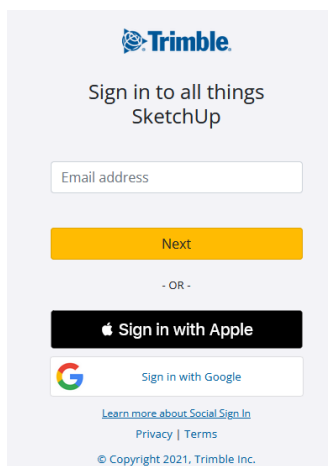 Trimble.
Sign in to all things
SketchUp
Email address
Next
- OR -
Sign in with Apple
Sign in with Google
Learn more about Social Sign In
Privacy | Terms
© Copyright 2021, Trimble Inc.